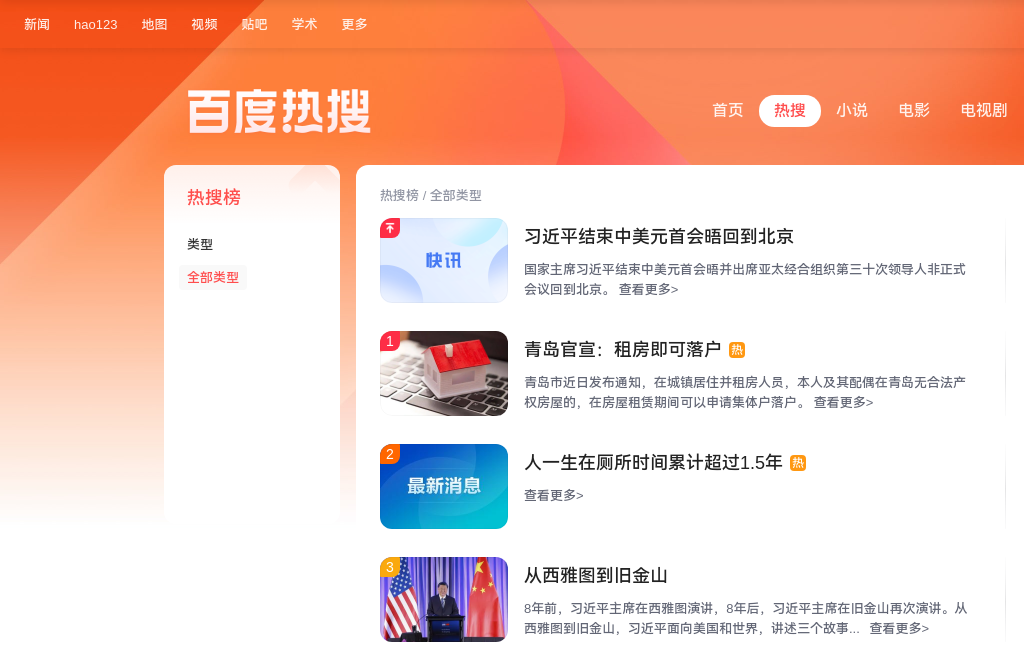 新闻 hao123 地图 视频 贴吧 学术 更多
百度热搜
首页 热搜 小说 电影 电视剧
热搜榜
类型
全部类型
热搜榜 / 全部类型
快讯
习近平结束中美元首会晤回到北京
国家主席习近平结束中美元首会晤并出席亚太经合组织第三十次领导人非正式
会议回到北京。 查看更多>
1
青岛官宣：租房即可落户 热
青岛市近日发布通知，在城镇居住并租房人员，本人及其配偶在青岛无合法产
权房屋的，在房屋租赁期间可以申请集体户落户。 查看更多>
2
最新消息
人一生在厕所时间累计超过1.5年 热
查看更多>
3
从西雅图到旧金山
8年前，习近平主席在西雅图演讲，8年后，习近平主席在旧金山再次演讲。从
西雅图到旧金山，习近平面向美国和世界，讲述三个故事... 查看更多>